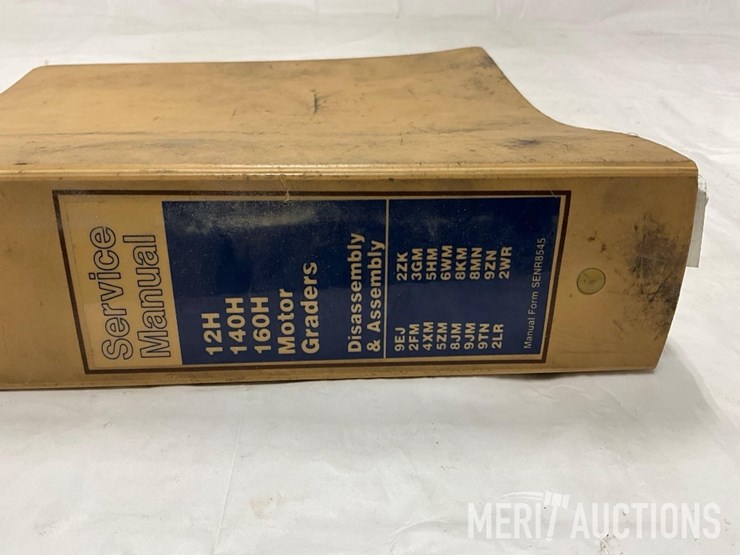 Service
Manual
12H
140H
160H
Motor
Graders
Disassembly
& Assembly
9EJ 2ZK
2FM 3GM
4XM 5HM
5ZM 6WM
8JM 8KM
9JM 8MN
9TN 9ZN
2LR 2WR
Manual Form SENR8545
MERIT AUCTIONS